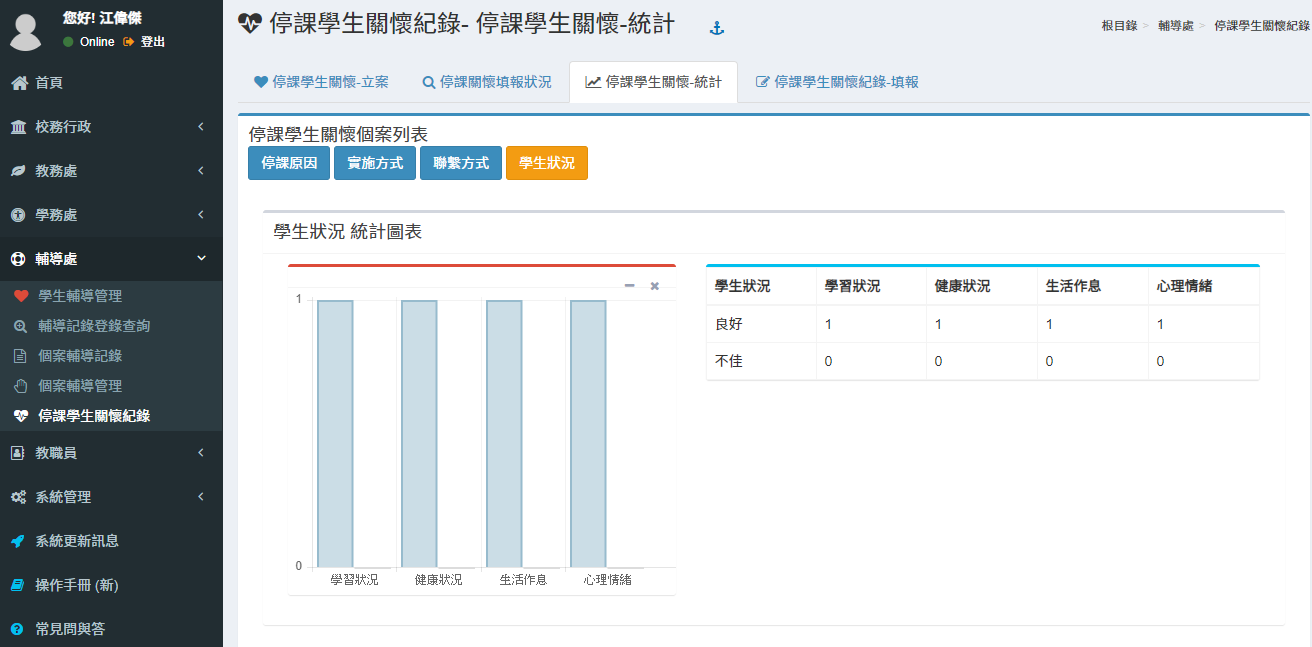 您好! 江偉傑
Online 登出
首頁
校務行政
教務處
學務處
輔導處
學生輔導管理
輔導記錄登錄查詢
個案輔導記錄
個案輔導管理
停課學生關懷紀錄
教職員
系統管理
系統更新訊息
操作手冊 (新)
常見問與答
停課學生關懷紀錄- 停課學生關懷-統計
根目錄 > 輔導處 > 停課學生關懷紀錄
停課學生關懷-立案 停課關懷填報狀況 停課學生關懷-統計 停課學生關懷紀錄-填報
停課學生關懷個案列表
停課原因 實施方式 聯繫方式 學生狀況
學生狀況 統計圖表
1
0
學習狀況 健康狀況 生活作息 心理情緒
學生狀況 學習狀況 健康狀況 生活作息 心理情緒
良好 1 1 1 1
不佳 0 0 0 0